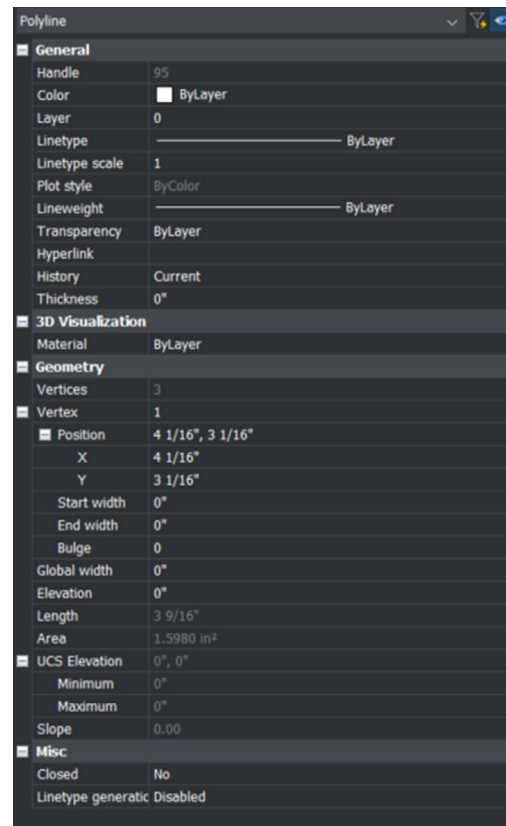 Polyline
General
Handle 95
Color ByLayer
Layer 0
Linetype ByLayer
Linetype scale 1
Plot style ByColor
Lineweight ByLayer
Transparency ByLayer
Hyperlink
History Current
Thickness 0"
3D Visualization
Material ByLayer
Geometry
Vertices 3
Vertex 1
Position 4 1/16", 3 1/16"
X 4 1/16"
Y 3 1/16"
Start width 0"
End width 0"
Bulge 0
Global width 0"
Elevation 0"
Length 3 9/16"
Area 1.5980 in²
UCS Elevation 0", 0"
Minimum 0"
Maximum 0"
Slope 0.00
Misc
Closed No
Linetype generatic Disabled